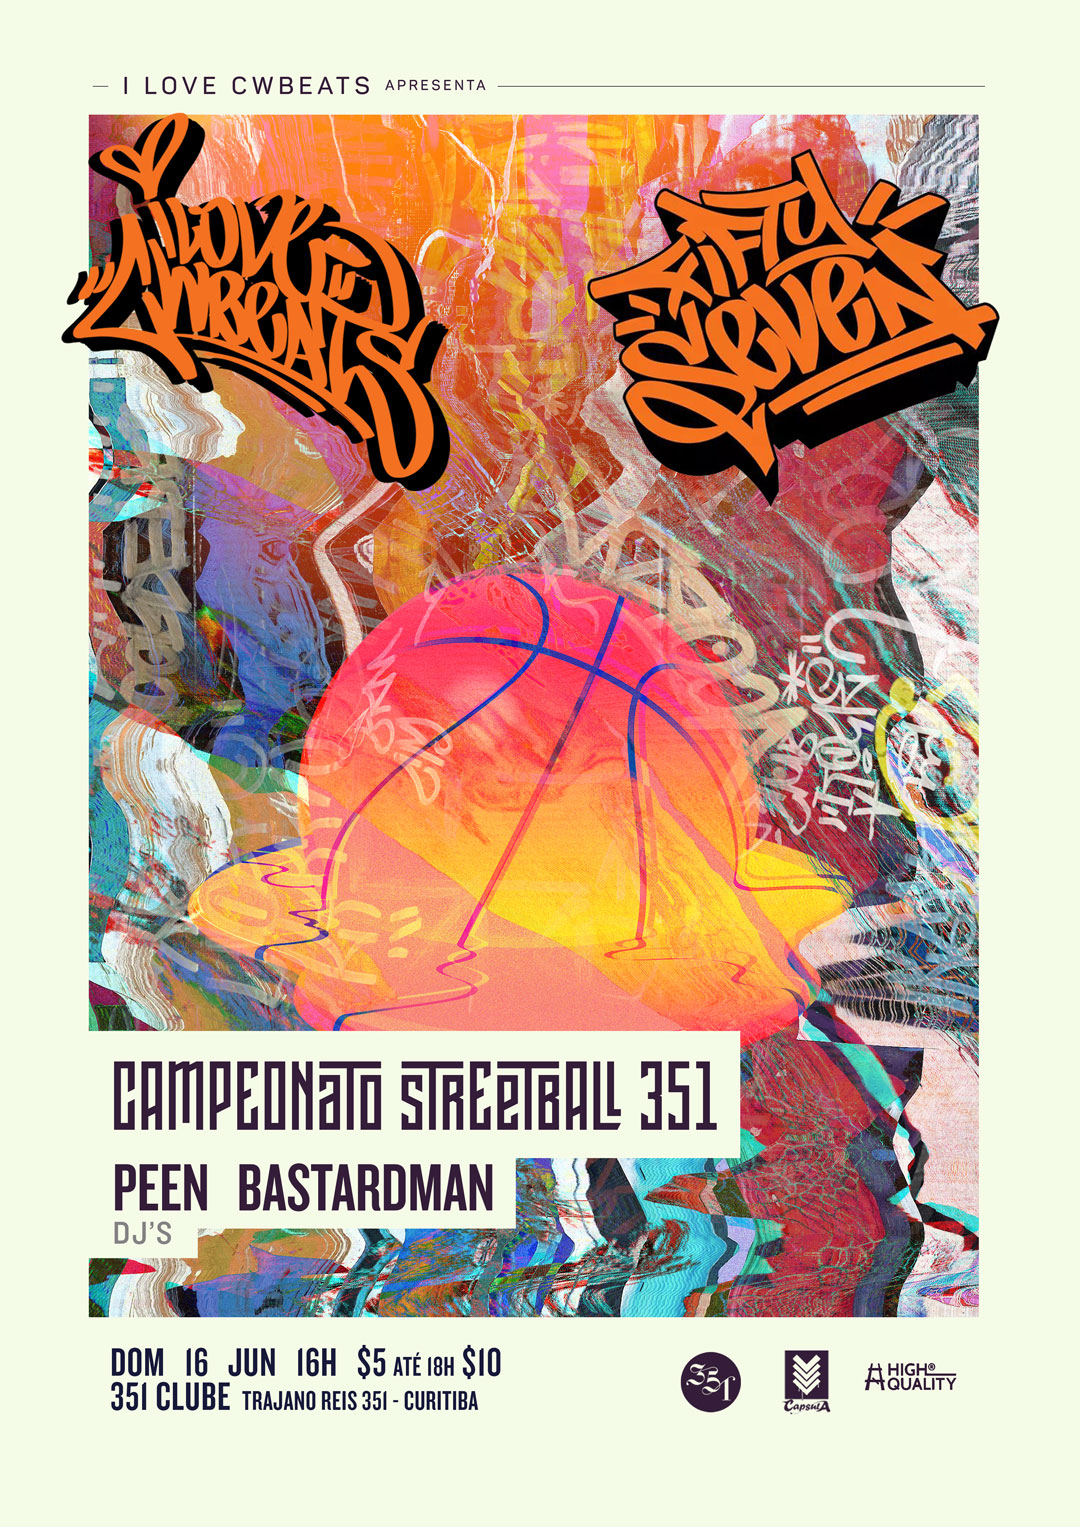 I LOVE CWBEATS APRESENTA
I LOVE
"CWBEATS"
FIFTY
SEVEN
CAMPEONATO STREETBALL 351
PEEN BASTARDMAN
DJ'S
DOM 16 JUN 16H $5 ATÉ 18H $10
351 CLUBE TRAJANO REIS 351 - CURITIBA
351
CapsulA
HIGH®
QUALITY